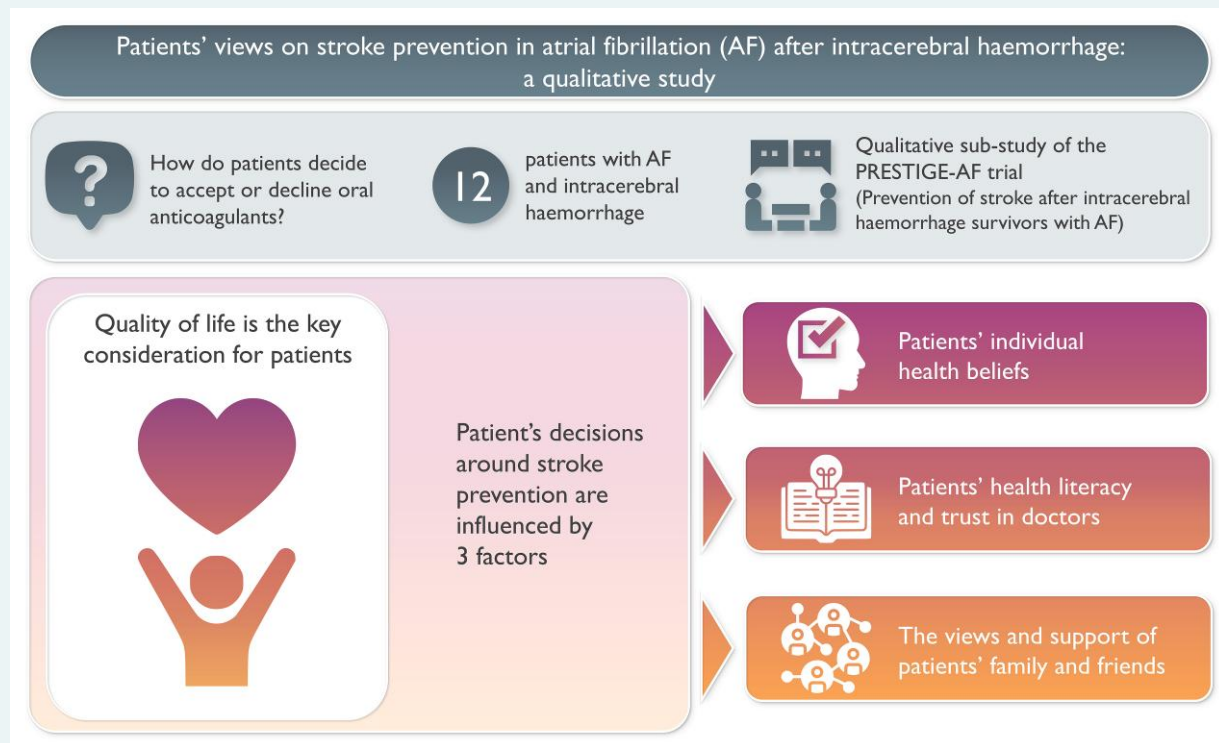 Patients’ views on stroke prevention in atrial fibrillation (AF) after intracerebral haemorrhage:
a qualitative study
?
How do patients decide
to accept or decline oral
anticoagulants?
12
patients with AF
and intracerebral
haemorrhage
Qualitative sub-study of the
PRESTIGE-AF trial
(Prevention of stroke after intracerebral
haemorrhage survivors with AF)
Quality of life is the key
consideration for patients
Patient’s decisions
around stroke
prevention are
influenced by
3 factors
Patients’ individual
health beliefs
Patients’ health literacy
and trust in doctors
The views and support of
patients’ family and friends